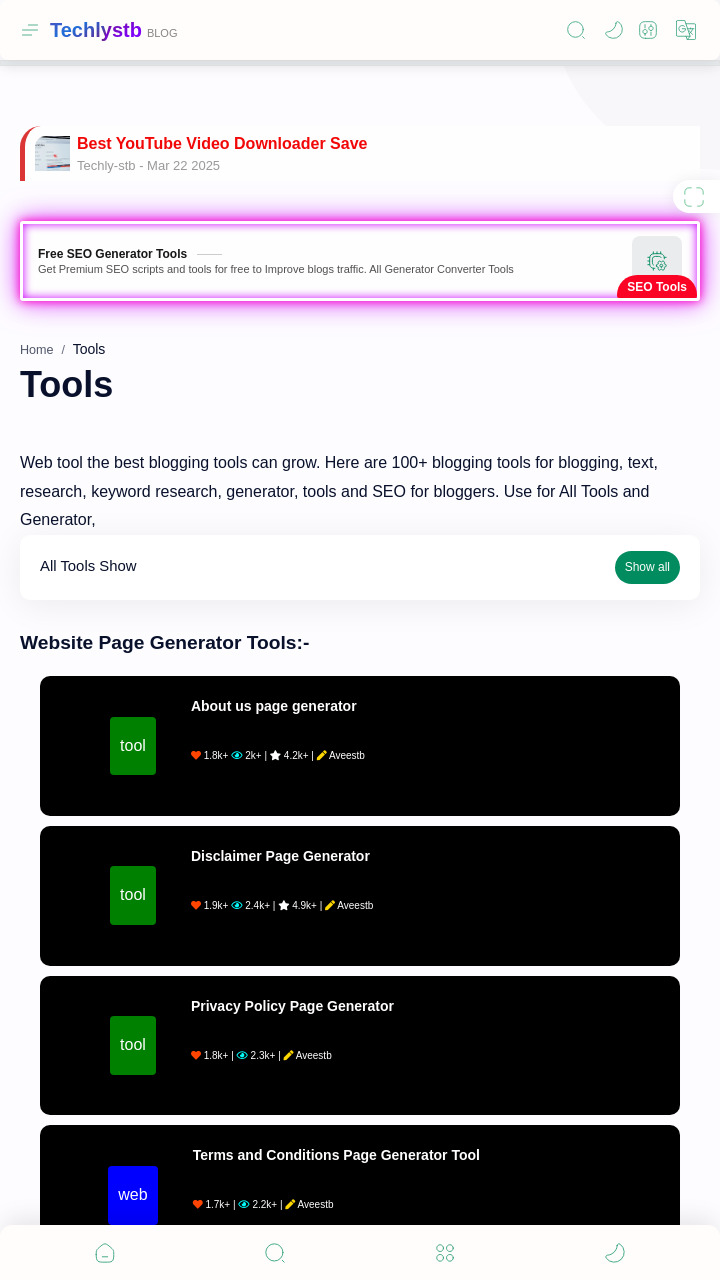 Techlystb BLOG
Best YouTube Video Downloader Save
Techly-stb - Mar 22 2025
Free SEO Generator Tools
Get Premium SEO scripts and tools for free to Improve blogs traffic. All Generator Converter Tools
SEO Tools
Home / Tools
Tools
Web tool the best blogging tools can grow. Here are 100+ blogging tools for blogging, text,
research, keyword research, generator, tools and SEO for bloggers. Use for All Tools and
Generator,
All Tools Show
Show all
Website Page Generator Tools:-
About us page generator
tool
1.8k+ 2k+ | 4.2k+ | Aveestb
Disclaimer Page Generator
tool
1.9k+ 2.4k+ | 4.9k+ | Aveestb
Privacy Policy Page Generator
tool
1.8k+ | 2.3k+ | Aveestb
Terms and Conditions Page Generator Tool
web
1.7k+ | 2.2k+ | Aveestb